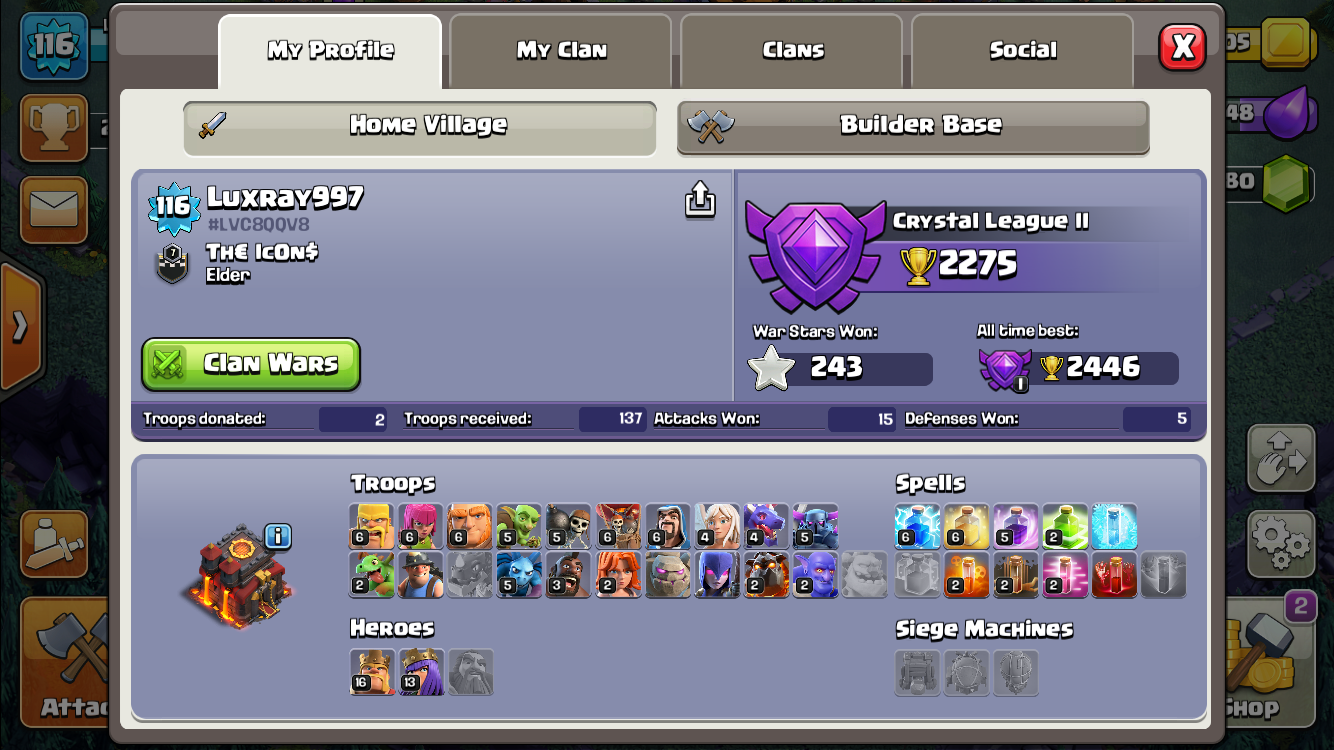 My Profile
My Clan
Clans
Social
X
116
Home Village
Builder Base
05
48
80
116
Luxray997
#LVC8QQV8
7
TH€ IcOn$
Elder
Crystal League II
2275
War Stars Won:
243
All time best:
I
2446
Clan Wars
Troops donated: 2
Troops received: 137
Attacks Won: 15
Defenses Won: 5
Troops
6 6 6 5 5 6 6 4 4 5
2 5 3 2 2 2
Spells
6 6 5 2
2 2 2
i
Heroes
16 13
Siege Machines
2
Attac
Shop